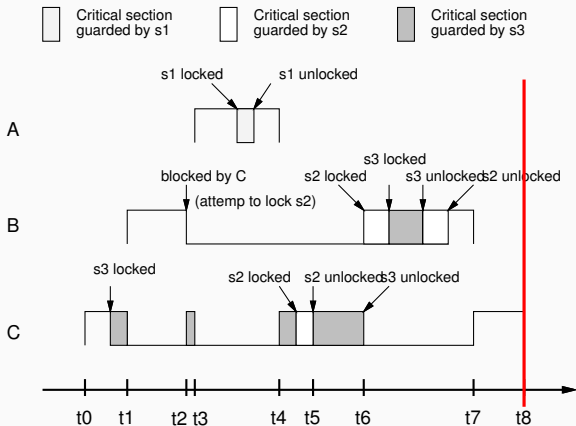 Critical section
guarded by s1
Critical section
guarded by s2
Critical section
guarded by s3
s1 locked
s1 unlocked
A
s3 locked
blocked by C
s2 locked
s3 unlocked
s2 unlocked
(attemp to lock s2)
B
s3 locked
s2 locked
s2 unlocked
s3 unlocked
C
t0
t1
t2
t3
t4
t5
t6
t7
t8